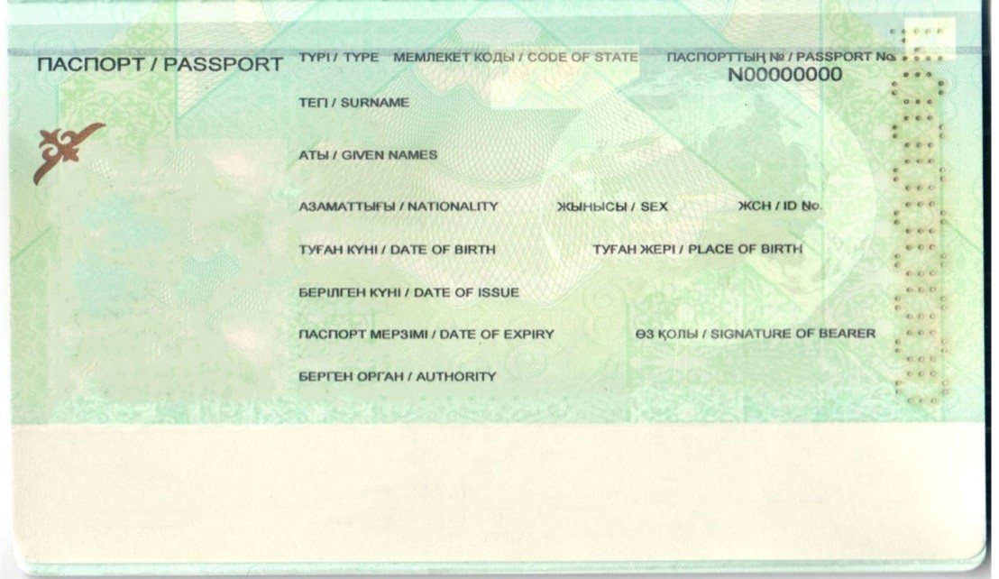 ПАСПОРТ / PASSPORT ТҮРІ / TYPE МЕМЛЕКЕТ КОДЫ / CODE OF STATE ПАСПОРТТЫҢ № / PASSPORT No
N00000000
ТЕГІ / SURNAME
АТЫ / GIVEN NAMES
АЗАМАТТЫҒЫ / NATIONALITY ЖЫНЫСЫ / SEX ЖСН / ID No.
ТУҒАН КҮНІ / DATE OF BIRTH ТУҒАН ЖЕРІ / PLACE OF BIRTH
БЕРІЛГЕН КҮНІ / DATE OF ISSUE
ПАСПОРТ МЕРЗІМІ / DATE OF EXPIRY ӨЗ ҚОЛЫ / SIGNATURE OF BEARER
БЕРГЕН ОРГАН / AUTHORITY